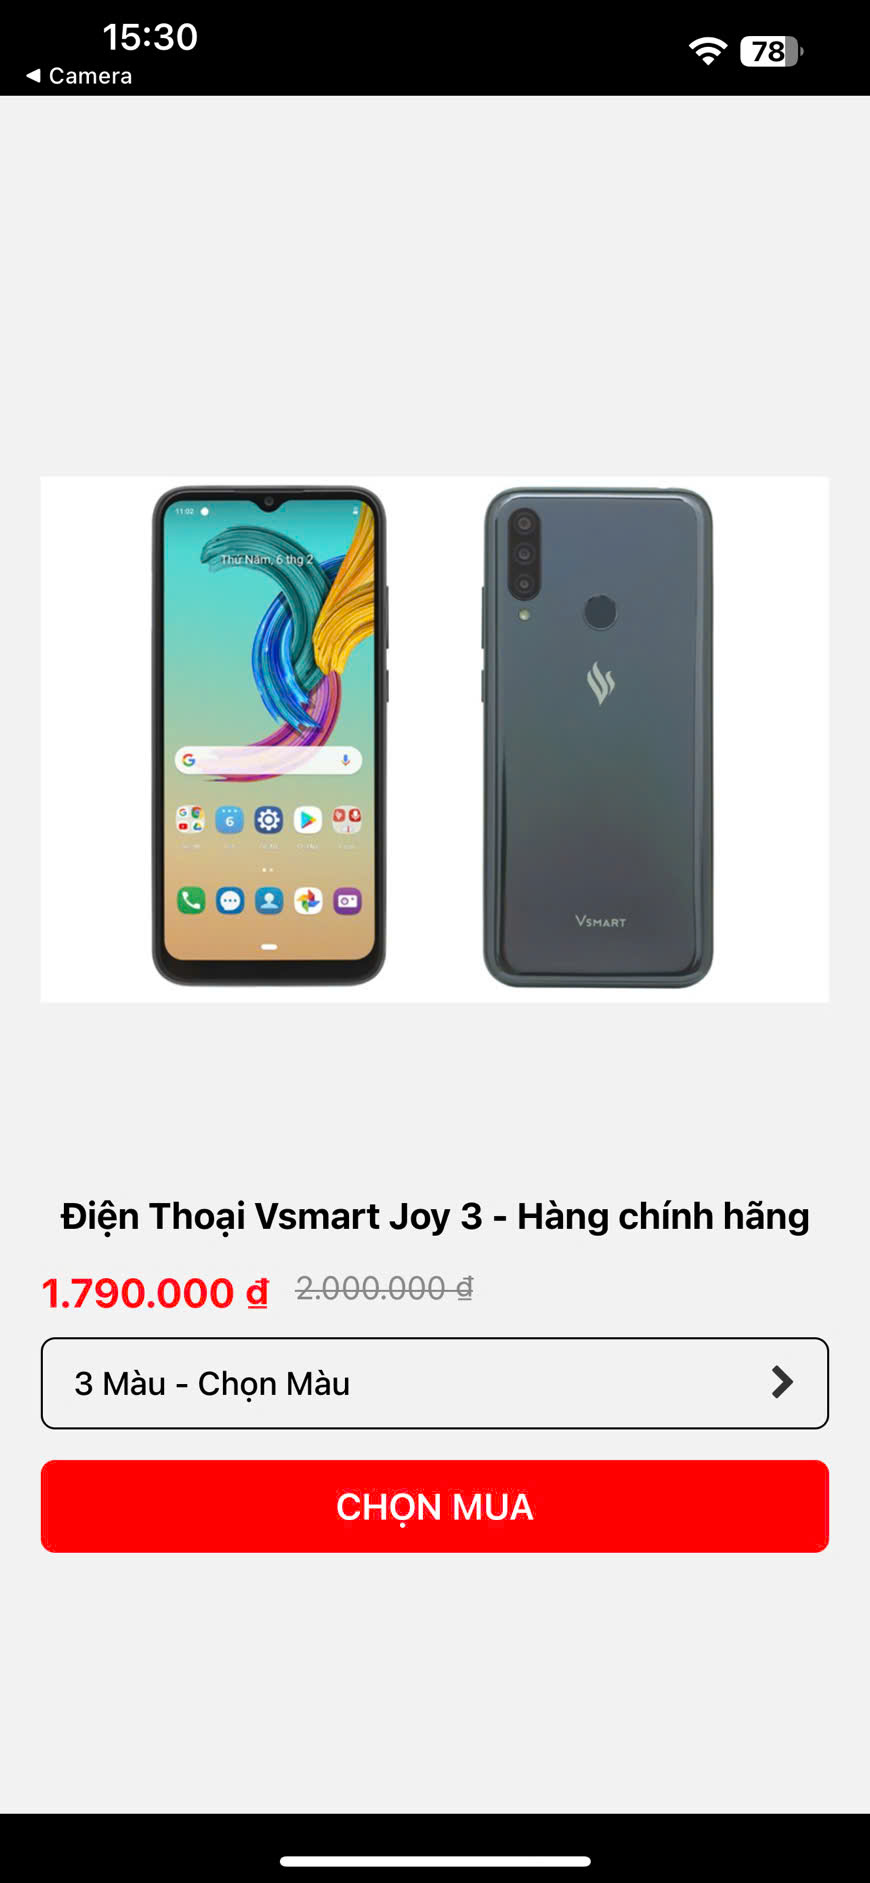 15:30
78
◀ Camera
11:02
Thứ Năm, 6 thg 2
6
VSMART
Điện Thoại Vsmart Joy 3 - Hàng chính hãng
1.790.000 ₫ 2.000.000 ₫
3 Màu - Chọn Màu
CHỌN MUA